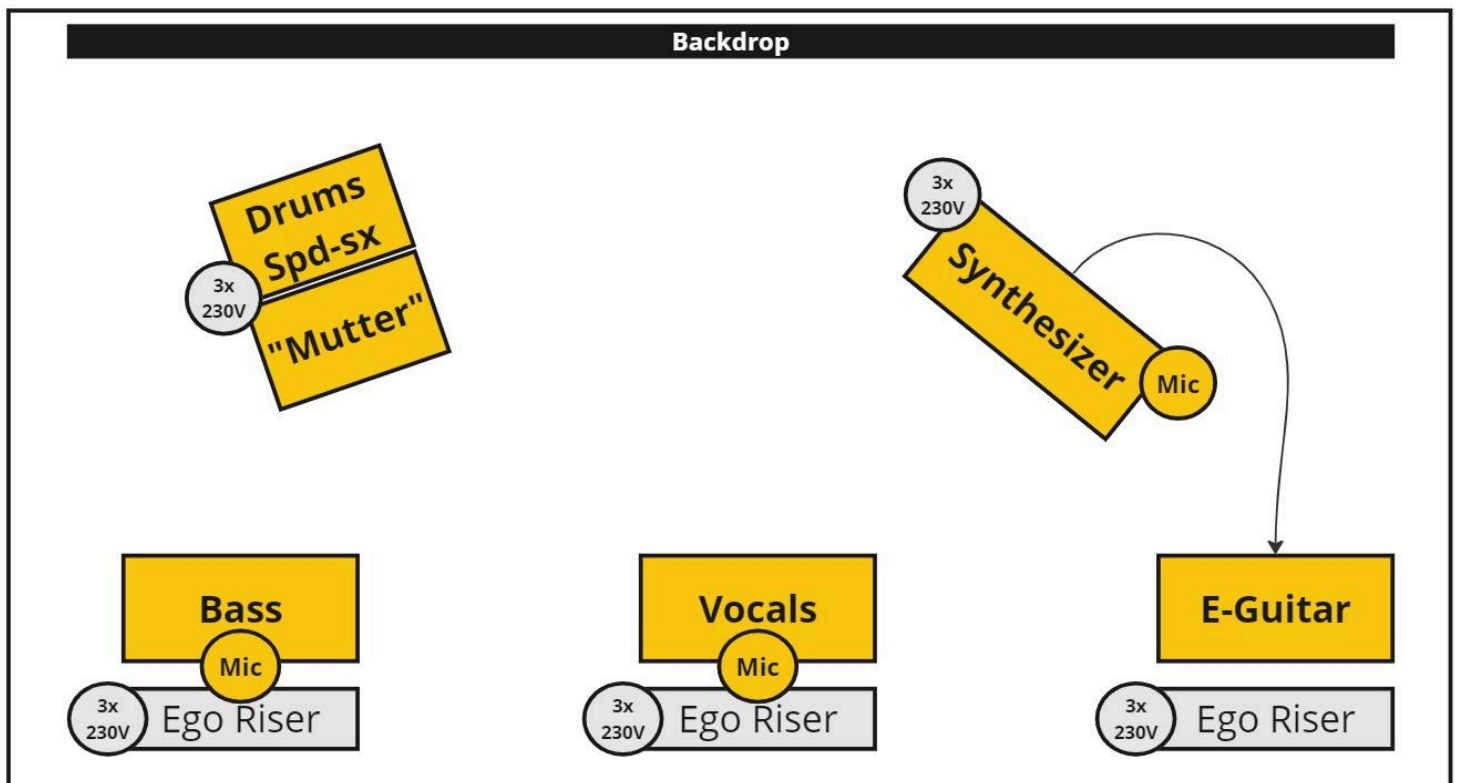 Backdrop
Drums
Spd-sx
3x
230V
"Mutter"
3x
230V
Synthesizer
Mic
Bass
Mic
3x
230V
Ego Riser
Vocals
Mic
3x
230V
Ego Riser
E-Guitar
3x
230V
Ego Riser